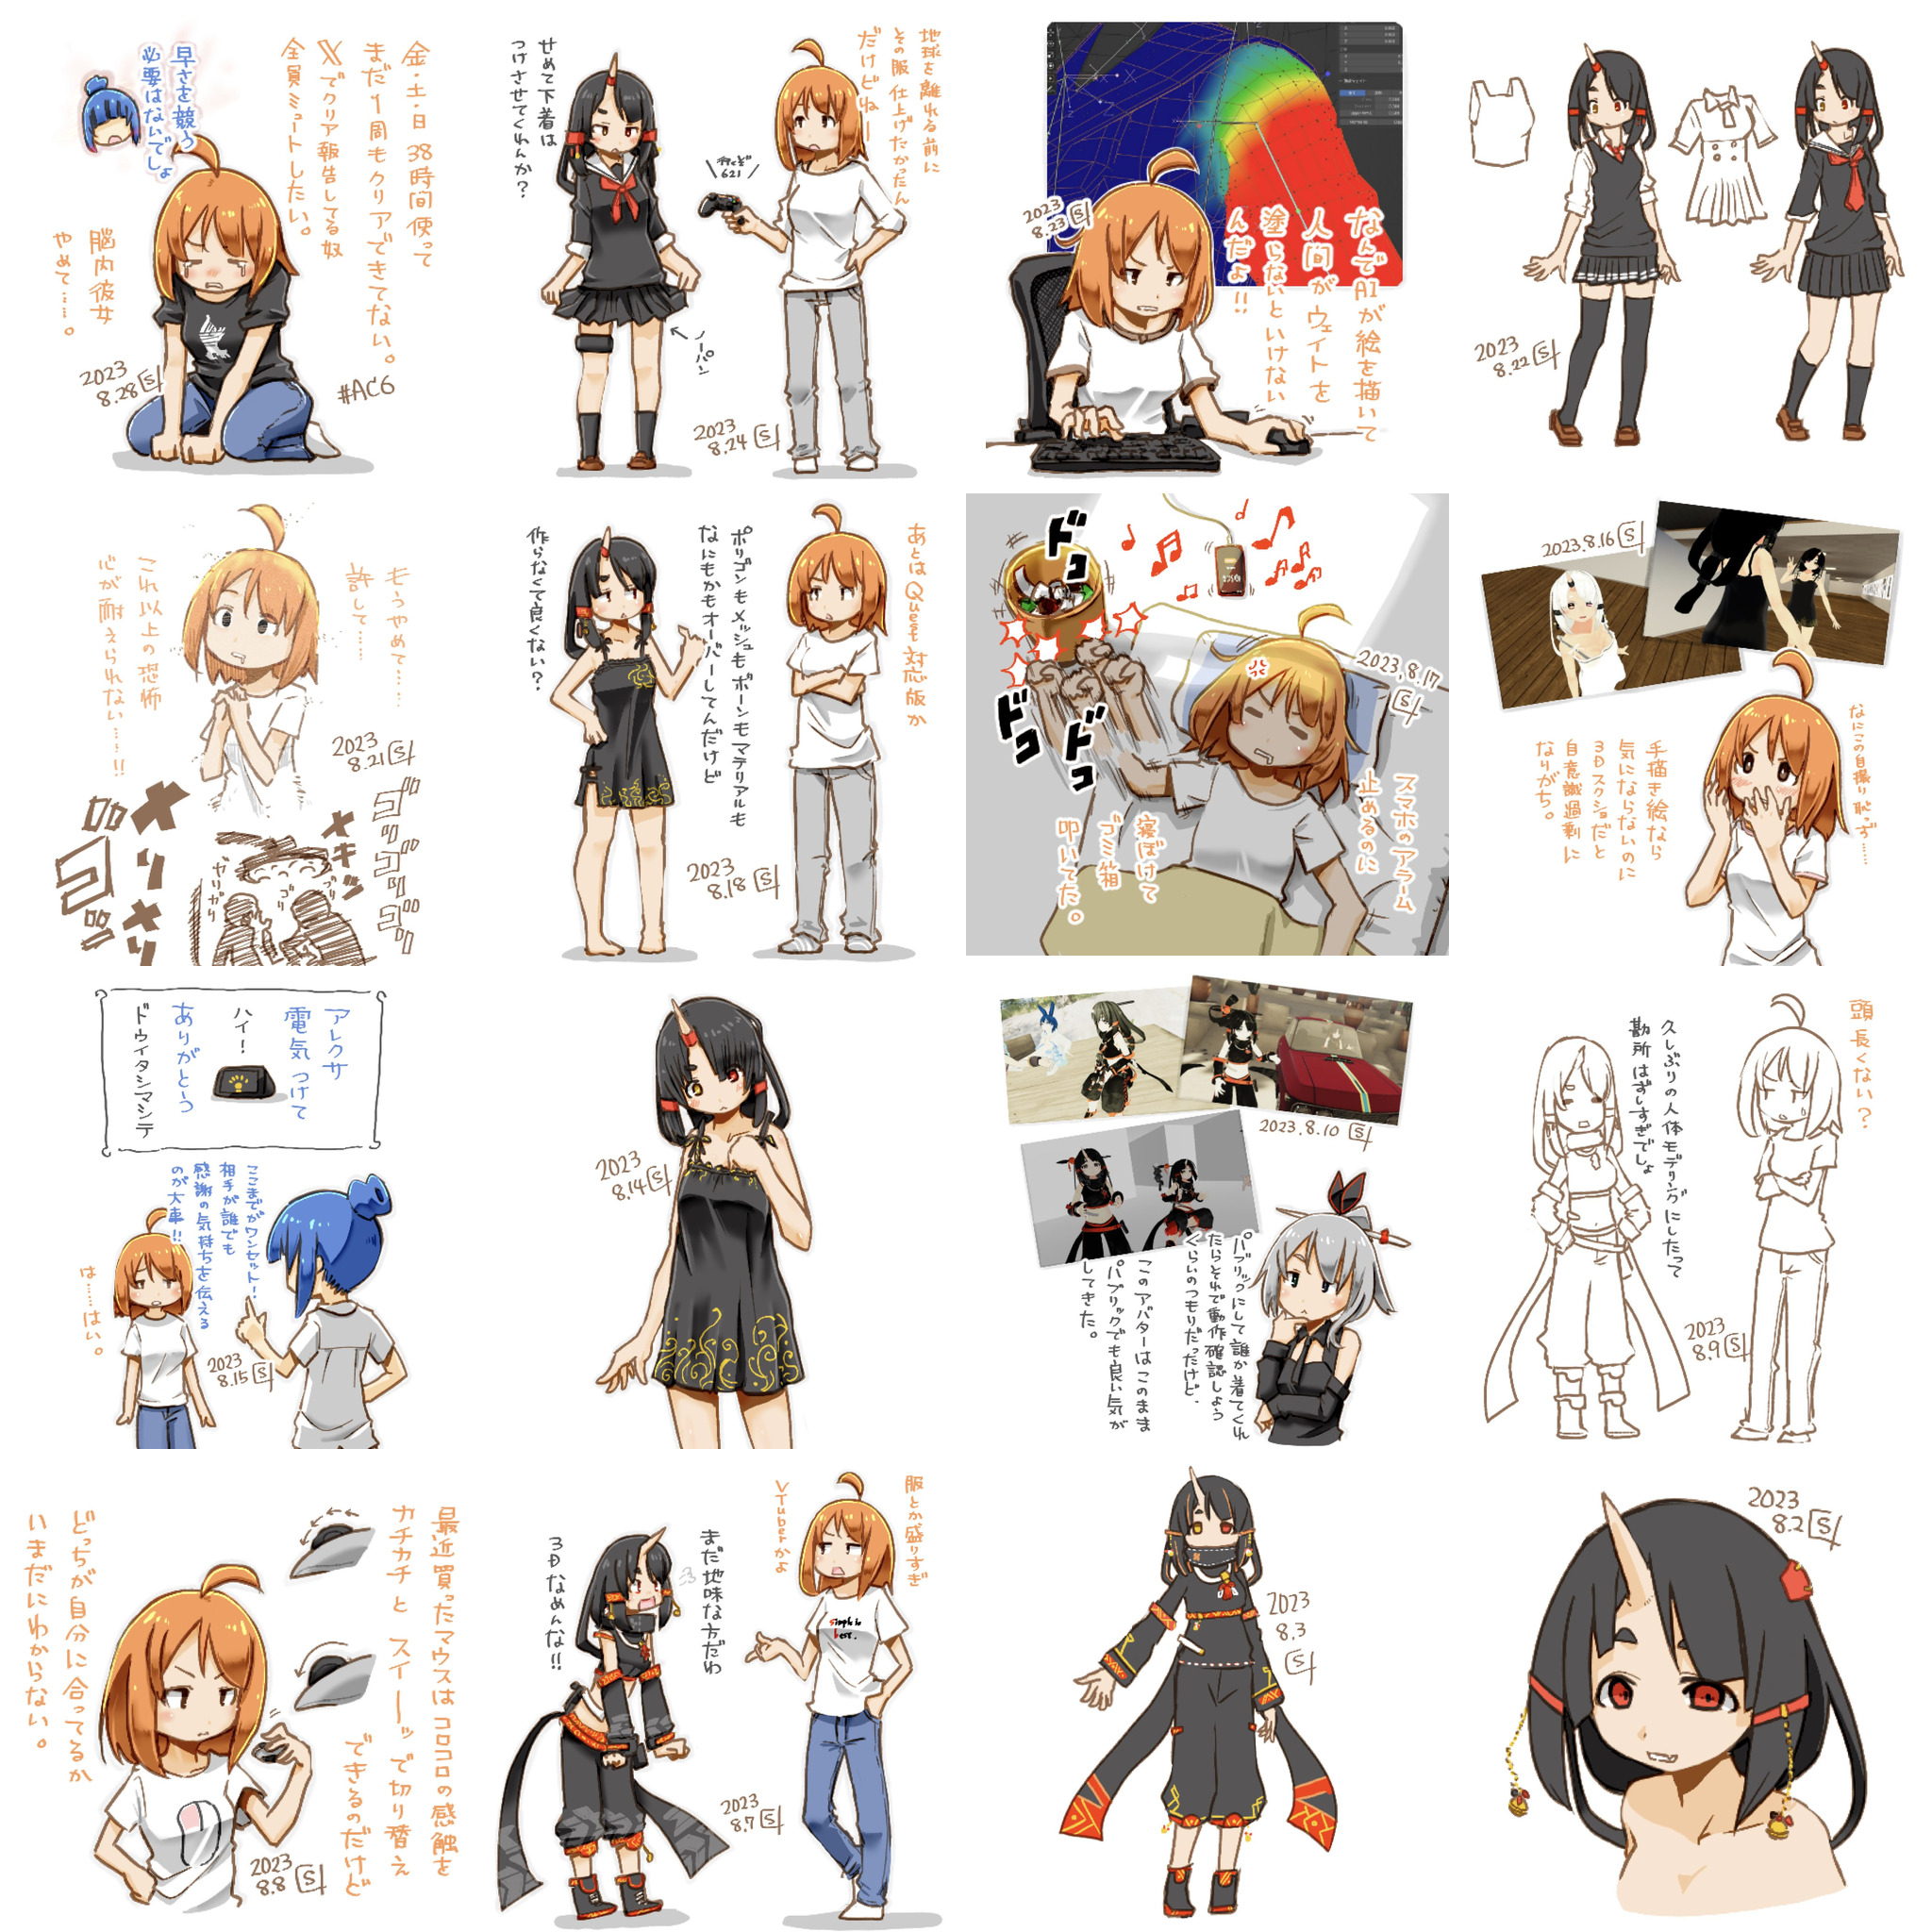 金・土・日 38時間使って
まだ1周もクリアできてない。
Xでクリア報告してる奴
全員ミュートしたい。
早さを競う
必要はないでしょ
脳内彼女
やめて……。
2023
8.28
#AC6
地球を離れる前に
その服 仕上げたかったん
だけどねー
行くぞ
621
せめて下着は
つけさせてくれんか?
ノーパン
2023
8.24
2023
8.23
なんでAIが絵を描いて
人間がウェイトを
塗らないといけない
んだよ!!
2023
8.22
もうやめて……
許して……
これ以上の恐怖
心が耐えられない……!!
2023
8.21
ゴッゴゴゴ
メキッ
メリメリ
あとはQuest対応版か
ポリゴンもメッシュもボーンもマテリアルも
なにもかもオーバーしてんだけど
作らなくて良くない?
2023
8.18
ドコ
ドコ
ドコ
2023.8.17
スマホのアラーム
止めるのに
寝ぼけて
ゴミ箱
叩いてた。
2023.8.16
なにこの自撮り恥っず……
手描き絵なら
気にならないのに
3Dスクショだと
自意識過剰に
なりがち。
アレクサ
電気つけて
ハイ!
ありがとう
ドウイタシマシテ
ここまでがワンセット!
相手が誰でも
感謝の気持ちを伝える
のが大事!!
は……はい。
2023
8.15
2023
8.14
2023.8.10
パブリックにして誰か着てくれ
たらそれで動作確認しよう
くらいのつもりだったけど、
このアバターはこのまま
パブリックでも良い気が
してきた。
頭長くない?
久しぶりの人体モデリングにしたって
勘所はずしすぎでしょ
2023
8.9
最近買ったマウスはコロコロの感触を
カチカチと スイーッで切り替え
できるのだけど
どっちが自分に合ってるか
いまだにわからない。
2023
8.8
服とか盛りすぎ
VTuberかよ
まだ地味な方だわ
3Dなめんな!!
simple is
best.
2023
8.7
2023
8.3
2023
8.2